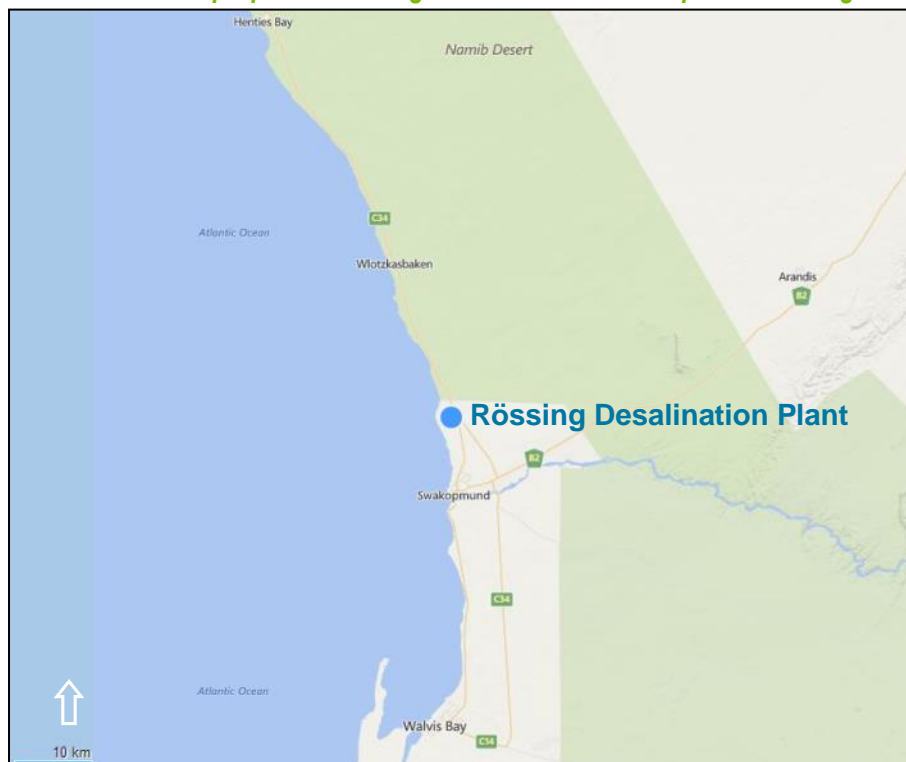 Henties Bay
Namib Desert
C34
Atlantic Ocean
Wlotzkasbaken
Arandis
B2
Rössing Desalination Plant
B2
Swakopmund
C34
Atlantic Ocean
Walvis Bay
C34
10 km